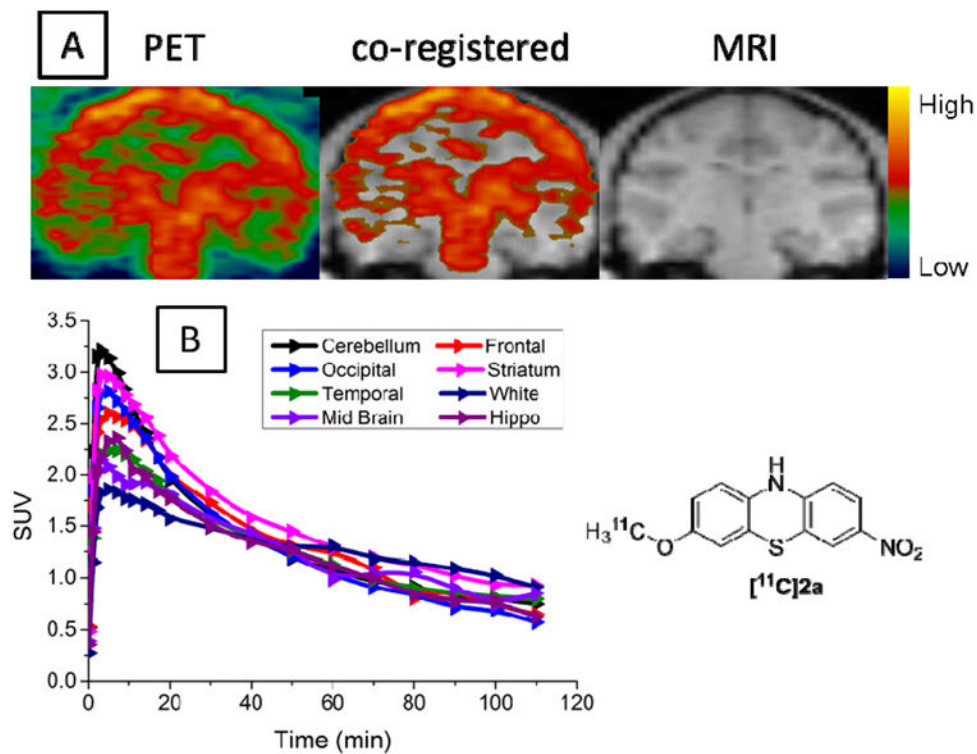 A PET co-registered MRI
High
Low
B
3.5
3.0
2.5
2.0
1.5
1.0
0.5
0.0
SUV
Cerebellum Frontal
Occipital Striatum
Temporal White
Mid Brain Hippo
0 20 40 60 80 100 120
Time (min)
H
N
H₃¹¹C
O
S
NO₂
[¹¹C]2a